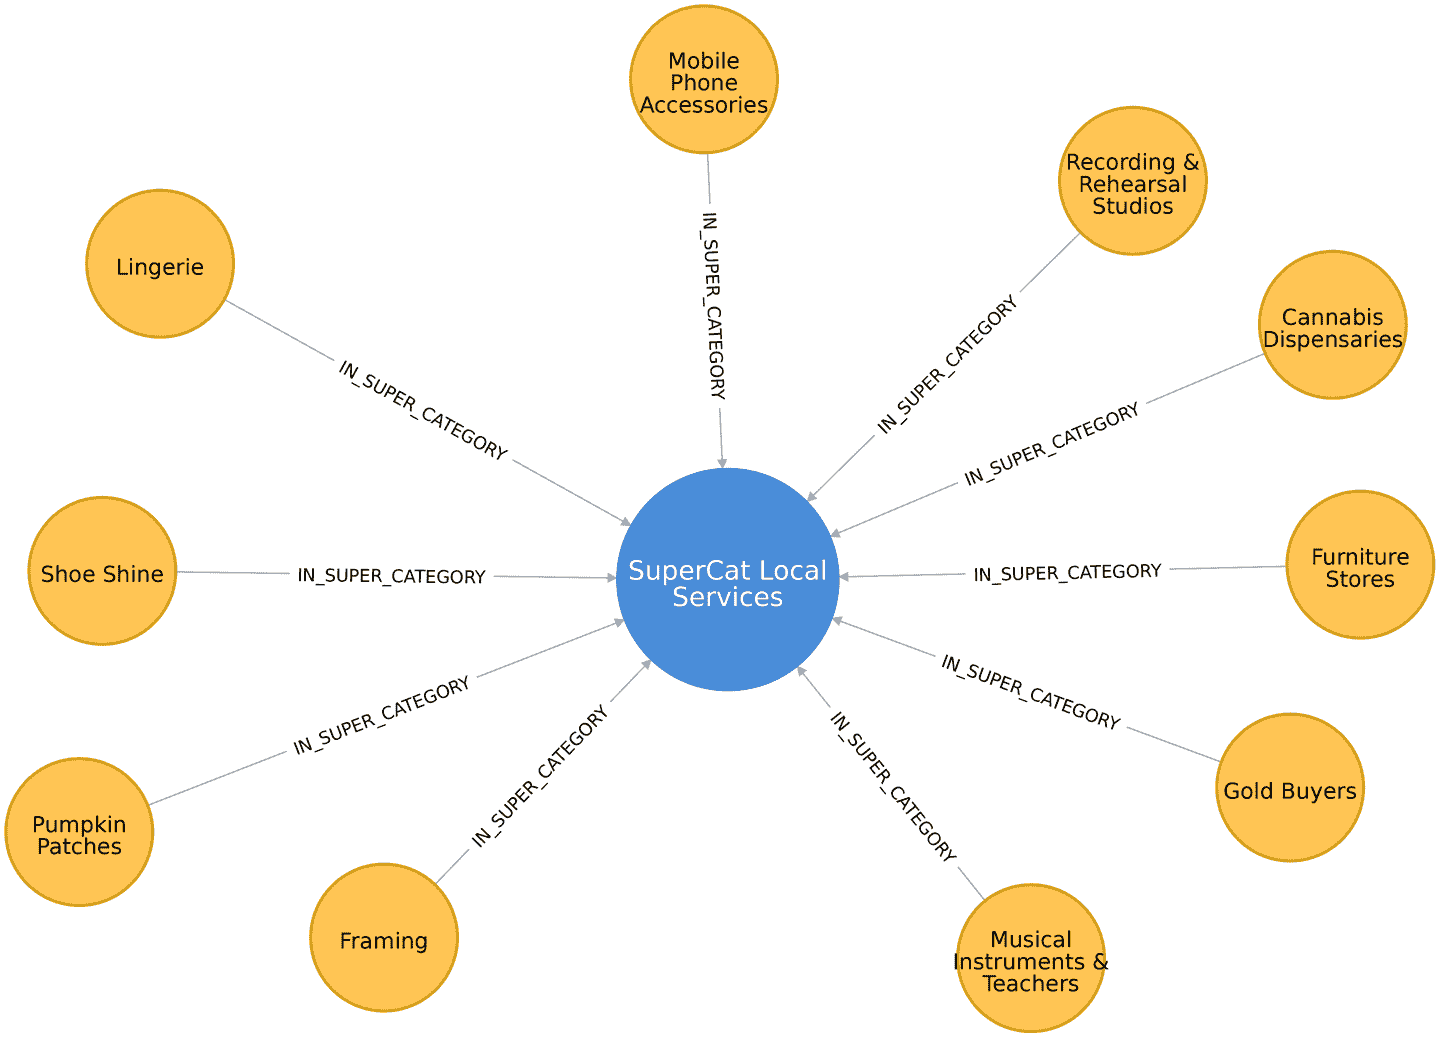 Mobile
Phone
Accessories
Recording &
Rehearsal
Studios
Lingerie
Cannabis
Dispensaries
IN_SUPER_CATEGORY
IN_SUPER_CATEGORY
IN_SUPER_CATEGORY
IN_SUPER_CATEGORY
Shoe Shine
IN_SUPER_CATEGORY
SuperCat Local
Services
IN_SUPER_CATEGORY
Furniture
Stores
IN_SUPER_CATEGORY
IN_SUPER_CATEGORY
Pumpkin
Patches
IN_SUPER_CATEGORY
IN_SUPER_CATEGORY
Gold Buyers
Framing
Musical
Instruments &
Teachers